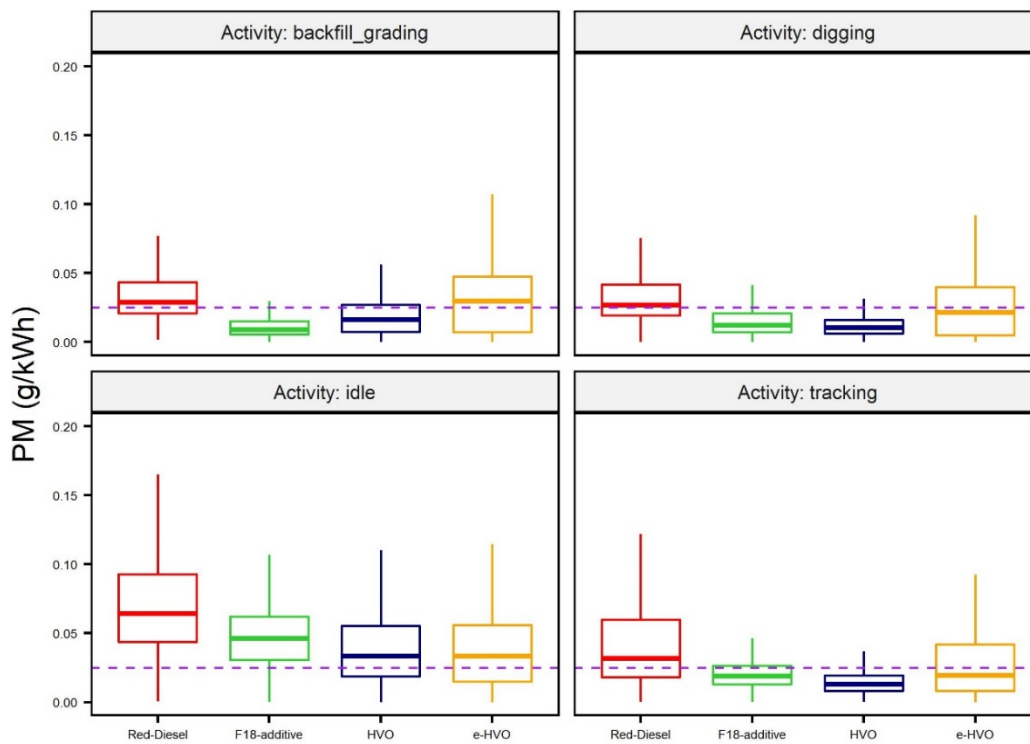 Activity: backfill_grading
Activity: digging
0.20
0.15
0.10
0.05
0.00
Activity: idle
Activity: tracking
0.20
0.15
0.10
0.05
0.00
PM (g/kWh)
Red-Diesel F18-additive HVO e-HVO
Red-Diesel F18-additive HVO e-HVO